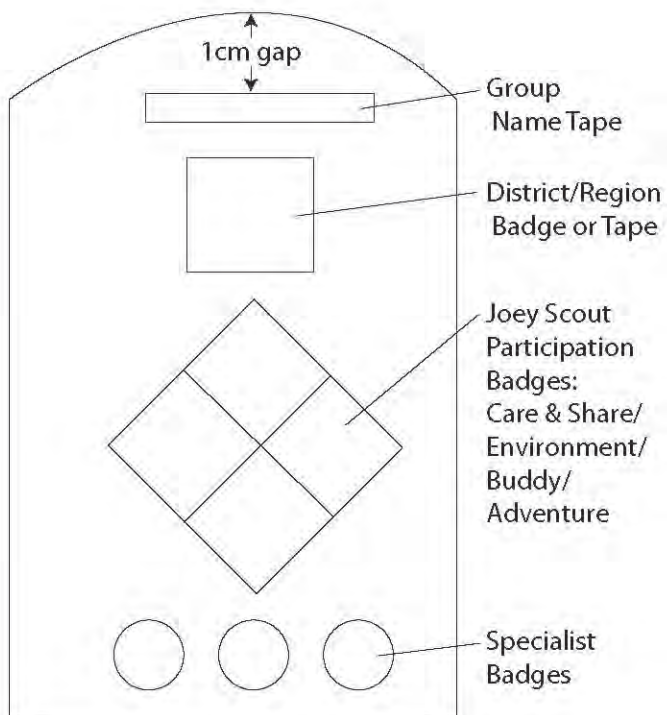 1cm gap
Group
Name Tape
District/Region
Badge or Tape
Joey Scout
Participation
Badges:
Care & Share/
Environment/
Buddy/
Adventure
Specialist
Badges